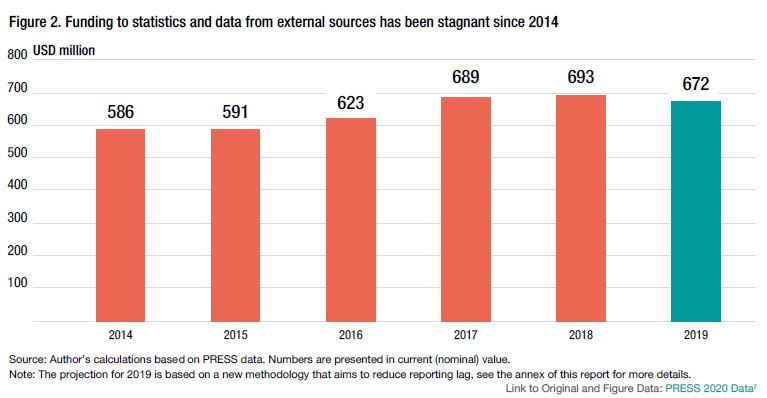 Figure 2. Funding to statistics and data from external sources has been stagnant since 2014
800 USD million
693
689
672
700
623
586
591
600
500
400
300
200
100
2014 2015 2016 2017 2018 2019
Source: Author's calculations based on PRESS data. Numbers are presented in current (nominal) value.
Note: The projection for 2019 is based on a new methodology that aims to reduce reporting lag, see the annex of this report for more details.
Link to Original and Figure Data: PRESS 2020 Data⁷